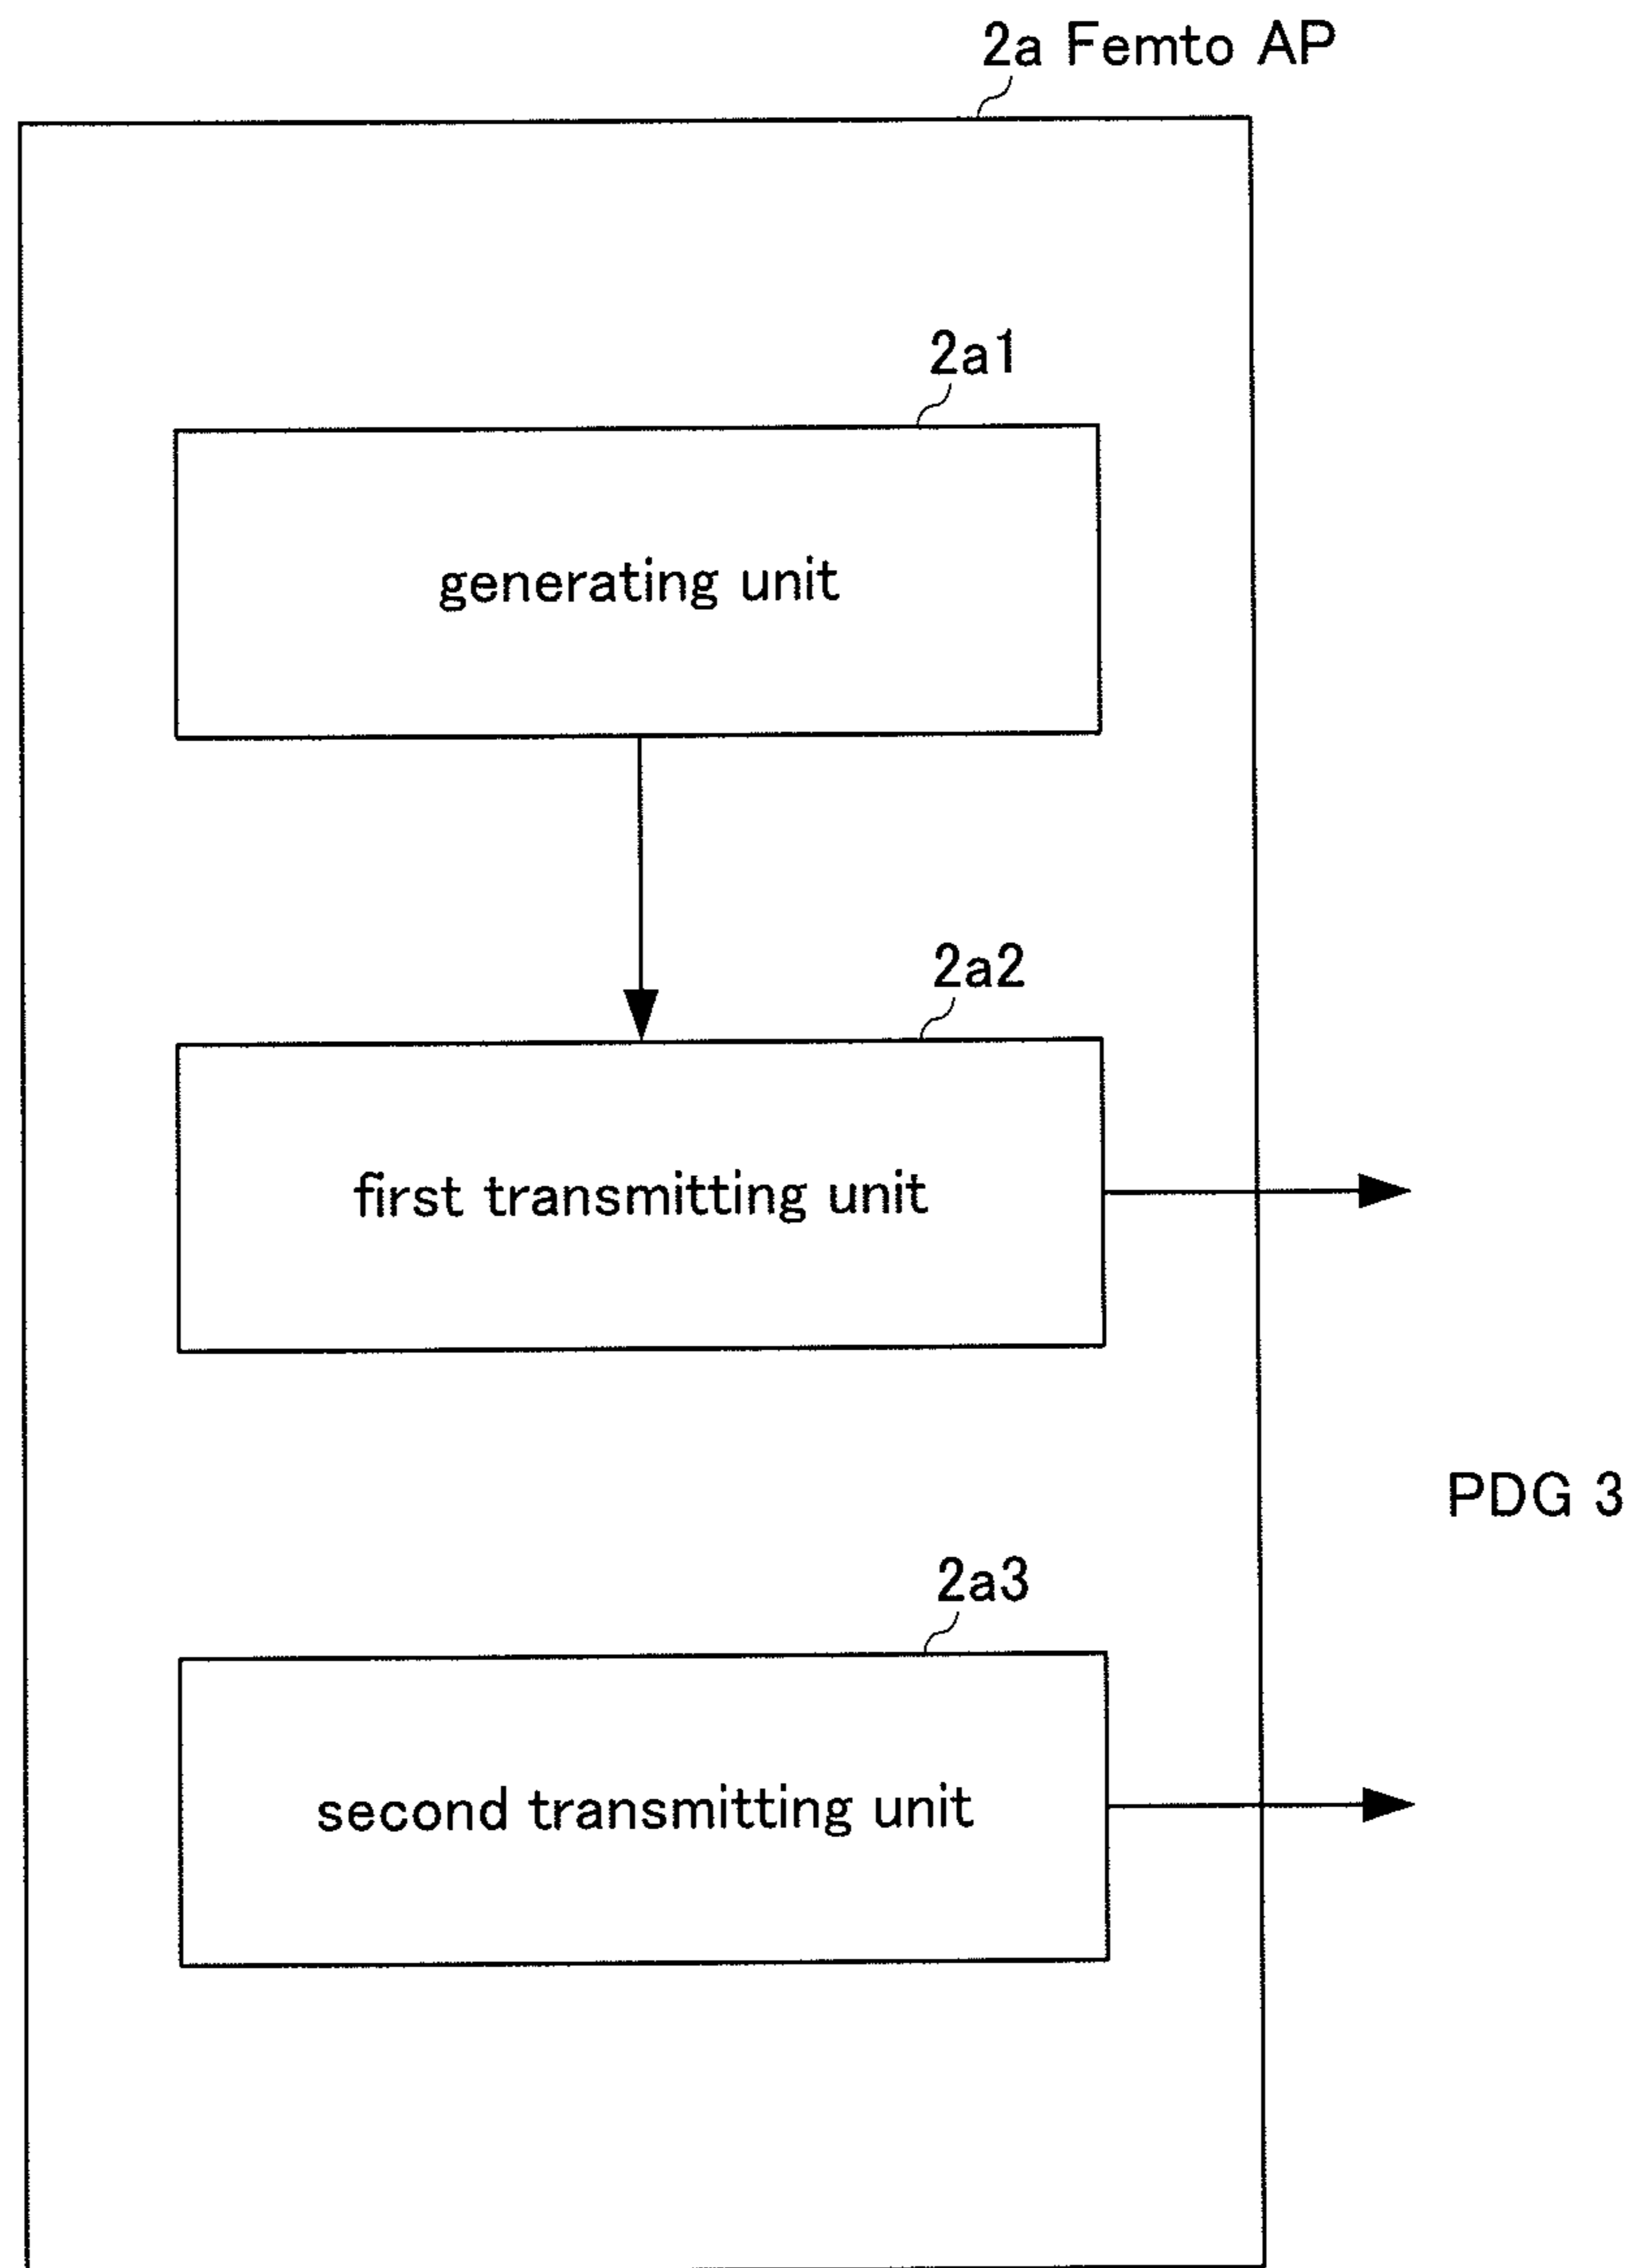 2a Femto AP
2a1
generating unit
2a2
first transmitting unit
PDG 3
2a3
second transmitting unit